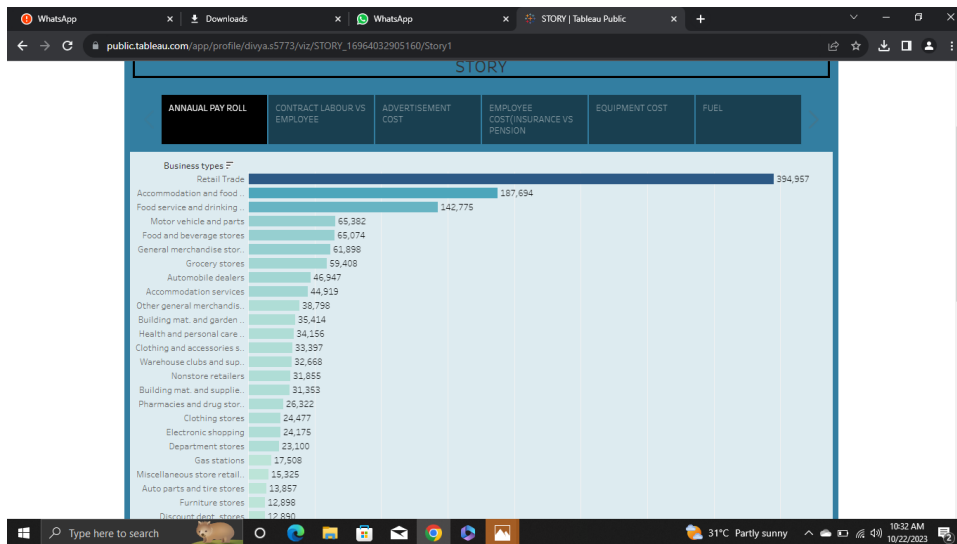 WhatsApp
Downloads
WhatsApp
STORY | Tableau Public
public.tableau.com/app/profile/divya.s5773/viz/STORY_16964032905160/Story1
STORY
ANNAUAL PAY ROLL
CONTRACT LABOUR VS
EMPLOYEE
ADVERTISEMENT
COST
EMPLOYEE
COST(INSURANCE VS
PENSION
EQUIPMENT COST
FUEL
Business types
Retail Trade 394,957
Accommodation and food .. 187,694
Food service and drinking .. 142,775
Motor vehicle and parts 65,382
Food and beverage stores 65,074
General merchandise stor.. 61,898
Grocery stores 59,408
Automobile dealers 46,947
Accommodation services 44,919
Other general merchandis.. 38,798
Building mat. and garden .. 35,414
Health and personal care .. 34,156
Clothing and accessories s.. 33,397
Warehouse clubs and sup.. 32,668
Nonstore retailers 31,855
Building mat. and supplie.. 31,353
Pharmacies and drug stor.. 26,322
Clothing stores 24,477
Electronic shopping 24,175
Department stores 23,100
Gas stations 17,508
Miscellaneous store retail.. 15,325
Auto parts and tire stores 13,857
Furniture stores 12,898
Discount dept. stores 12,890
Type here to search
31°C Partly sunny
10:32 AM
10/22/2023
2